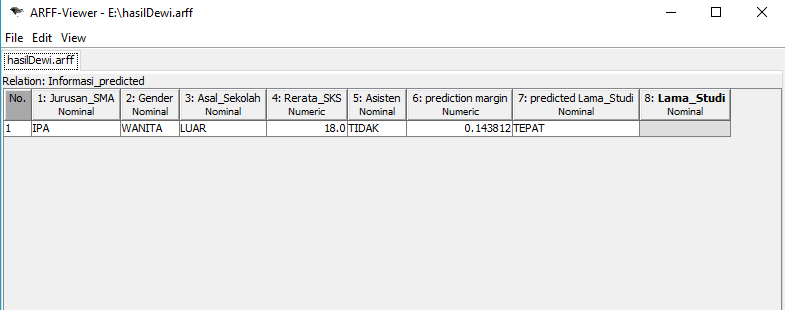 ARFF-Viewer - E:\hasilDewi.arff
File Edit View
hasilDewi.arff
Relation: Informasi_predicted
No. 1: Jurusan_SMA 2: Gender 3: Asal_Sekolah 4: Rerata_SKS 5: Asisten 6: prediction margin 7: predicted Lama_Studi 8: Lama_Studi
Nominal Nominal Nominal Numeric Nominal Numeric Nominal Nominal
1 IPA WANITA LUAR 18.0 TIDAK 0.143812 TEPAT